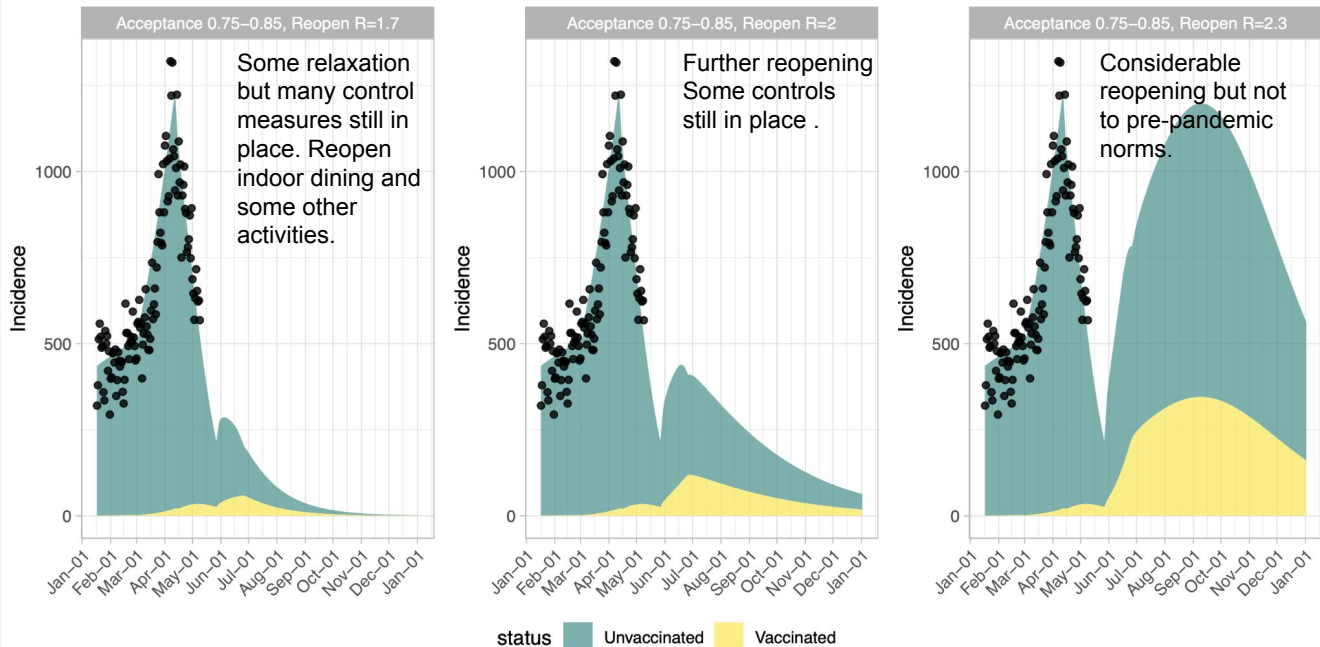 Acceptance 0.75−0.85, Reopen R=1.7
Some relaxation
but many control
measures still in
place. Reopen
indoor dining and
some other
activities.
Incidence
1000
500
0
Jan−01
Feb−01
Mar−01
Apr−01
May−01
Jun−01
Jul−01
Aug−01
Sep−01
Oct−01
Nov−01
Dec−01
Jan−01
Acceptance 0.75−0.85, Reopen R=2
Further reopening
Some controls
still in place .
Incidence
1000
500
0
Jan−01
Feb−01
Mar−01
Apr−01
May−01
Jun−01
Jul−01
Aug−01
Sep−01
Oct−01
Nov−01
Dec−01
Jan−01
Acceptance 0.75−0.85, Reopen R=2.3
Considerable
reopening but not
to pre-pandemic
norms.
Incidence
1000
500
0
Jan−01
Feb−01
Mar−01
Apr−01
May−01
Jun−01
Jul−01
Aug−01
Sep−01
Oct−01
Nov−01
Dec−01
Jan−01
status Unvaccinated Vaccinated